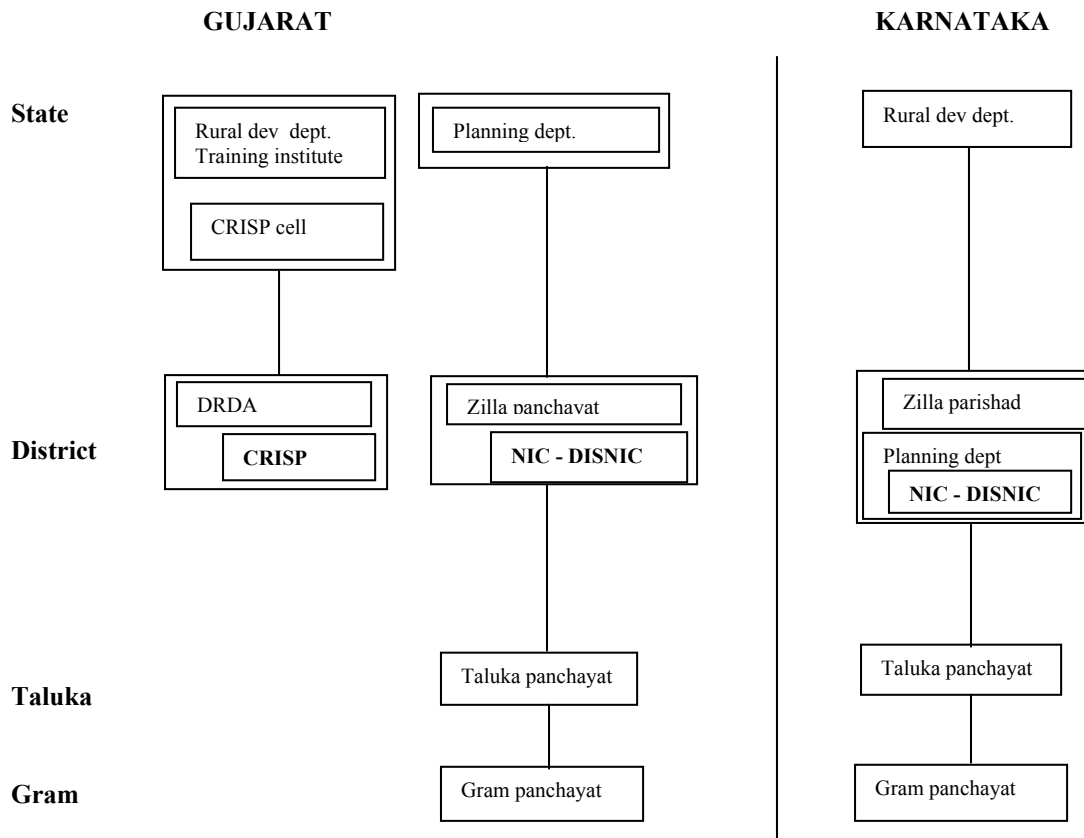 GUJARAT
KARNATAKA
State
Rural dev dept.
Training institute
CRISP cell
Planning dept.
Rural dev dept.
District
DRDA
CRISP
Zilla panchayat
NIC - DISNIC
Zilla parishad
Planning dept
NIC - DISNIC
Taluka
Taluka panchayat
Taluka panchayat
Gram
Gram panchayat
Gram panchayat